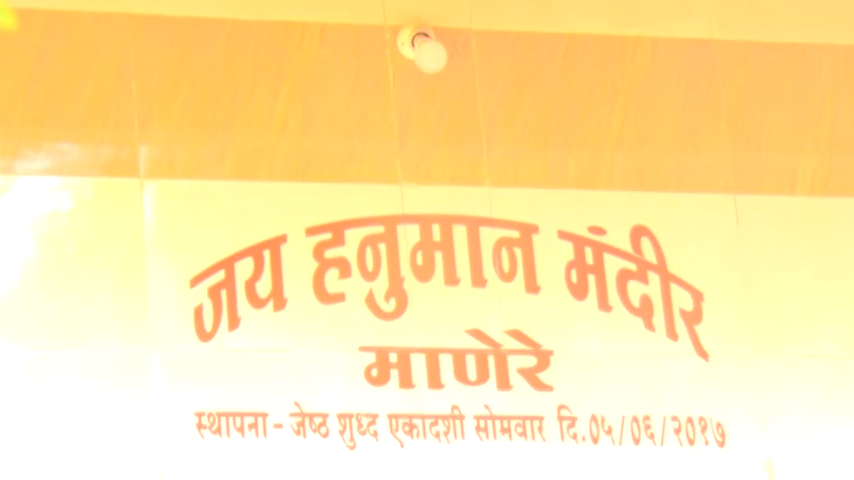 जय हनुमान मंदीर
माणेरे
स्थापना - जेष्ठ शुध्द एकादशी सोमवार दि.०५/०६/२०१७